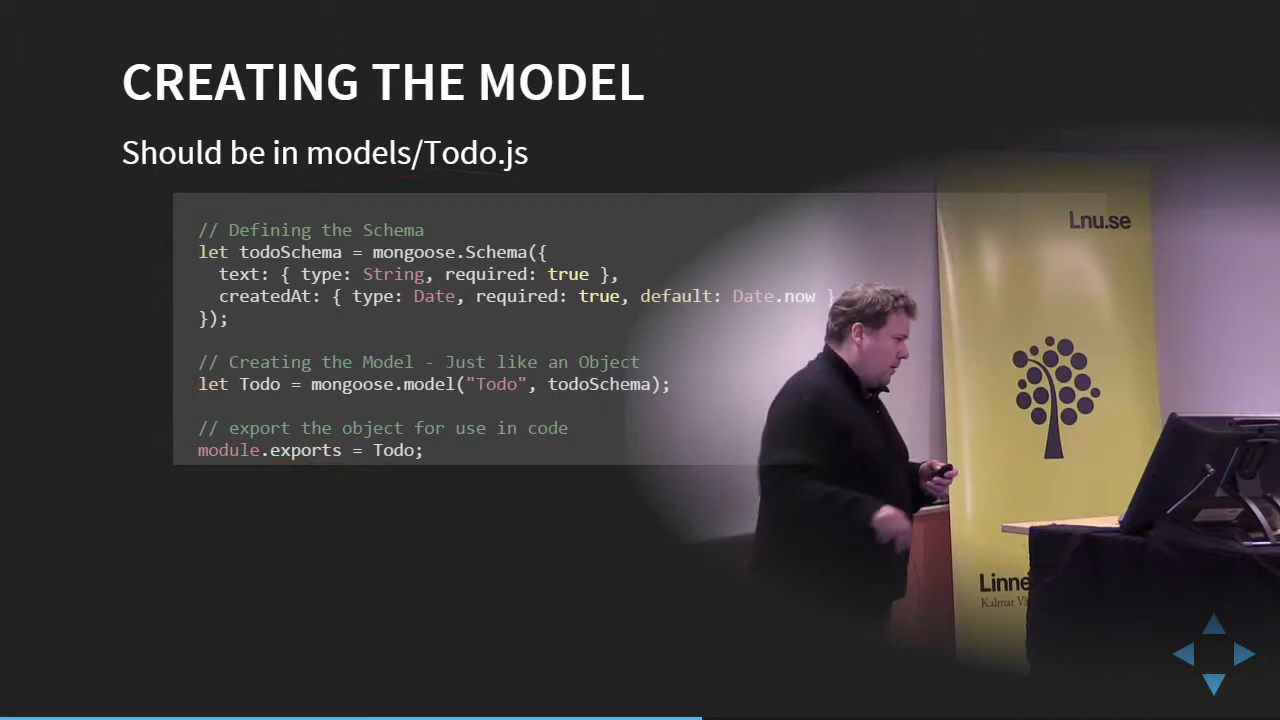 CREATING THE MODEL
Should be in models/Todo.js
// Defining the Schema
let todoSchema = mongoose.Schema({
  text: { type: String, required: true },
  createdAt: { type: Date, required: true, default: Date.now }
});
// Creating the Model - Just like an Object
let Todo = mongoose.model("Todo", todoSchema);
// export the object for use in code
module.exports = Todo;
Lnu.se
Kalmar